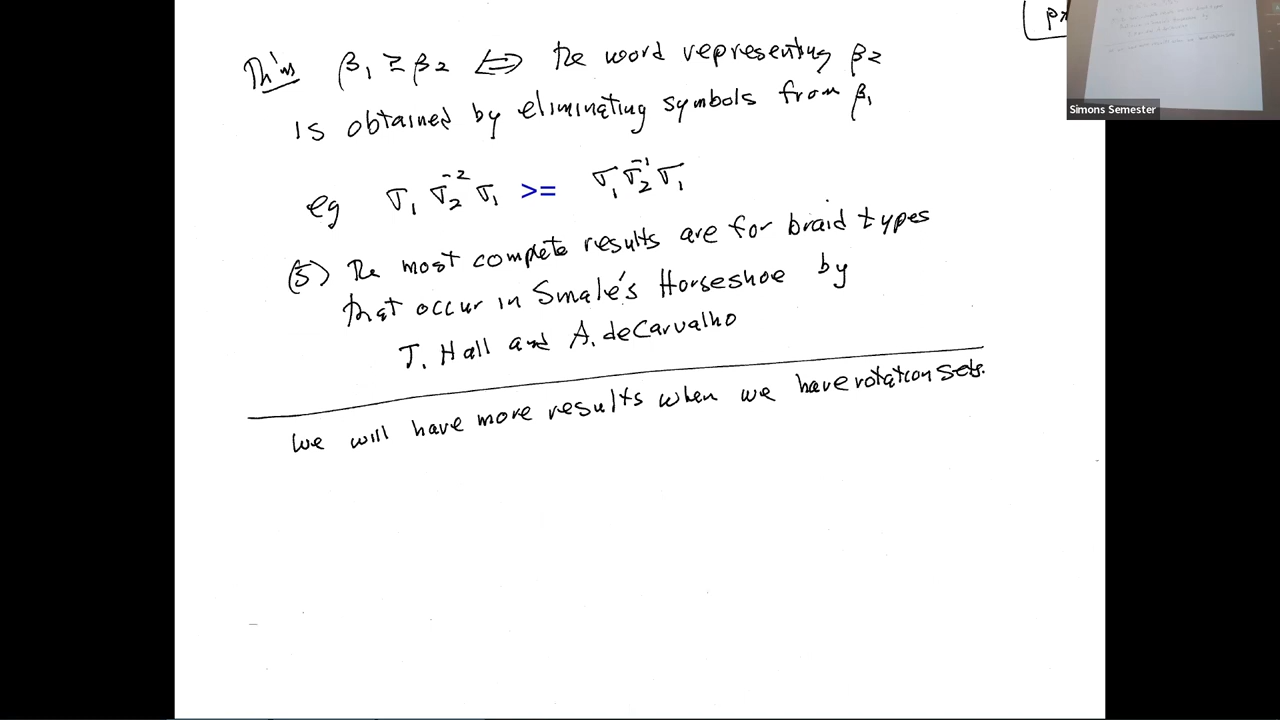 Thm β₁ ≥ β₂ ⟺ the word representing β₂
is obtained by eliminating symbols from β₁
eg σ₁ σ₂⁻² σ₁ >= σ₁ σ₂⁻¹ σ₁
(5) The most complete results are for braid types
that occur in Smale's Horseshoe by
T. Hall and A. deCarvalho
We will have more results when we have rotation sets.
Simons Semester